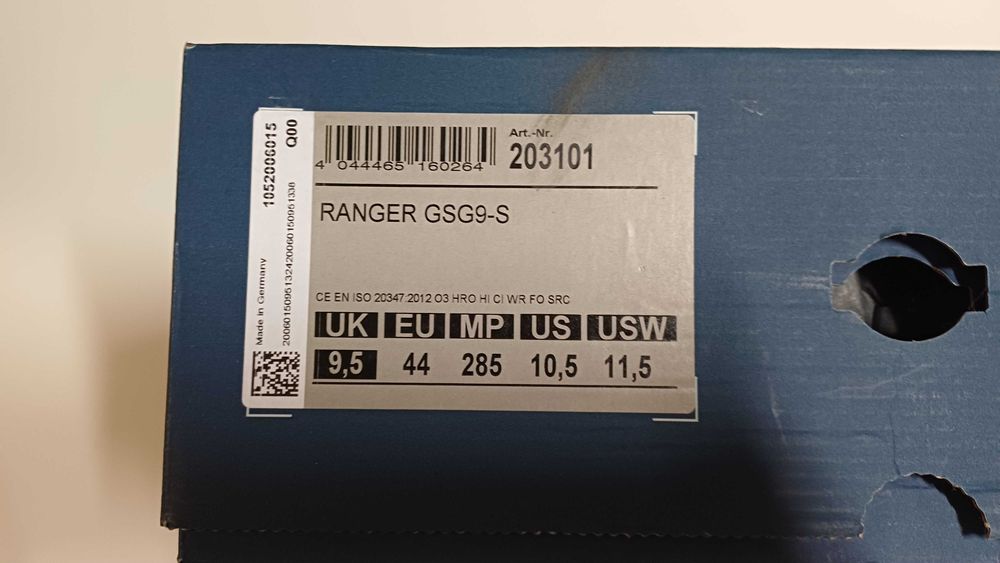 1052006015
Q00
Made in Germany
4 044465 160264
Art.-Nr.
203101
RANGER GSG9-S
CE EN ISO 20347:2012 O3 HRO HI CI WR FO SRC
UK EU MP US USW
9,5 44 285 10,5 11,5